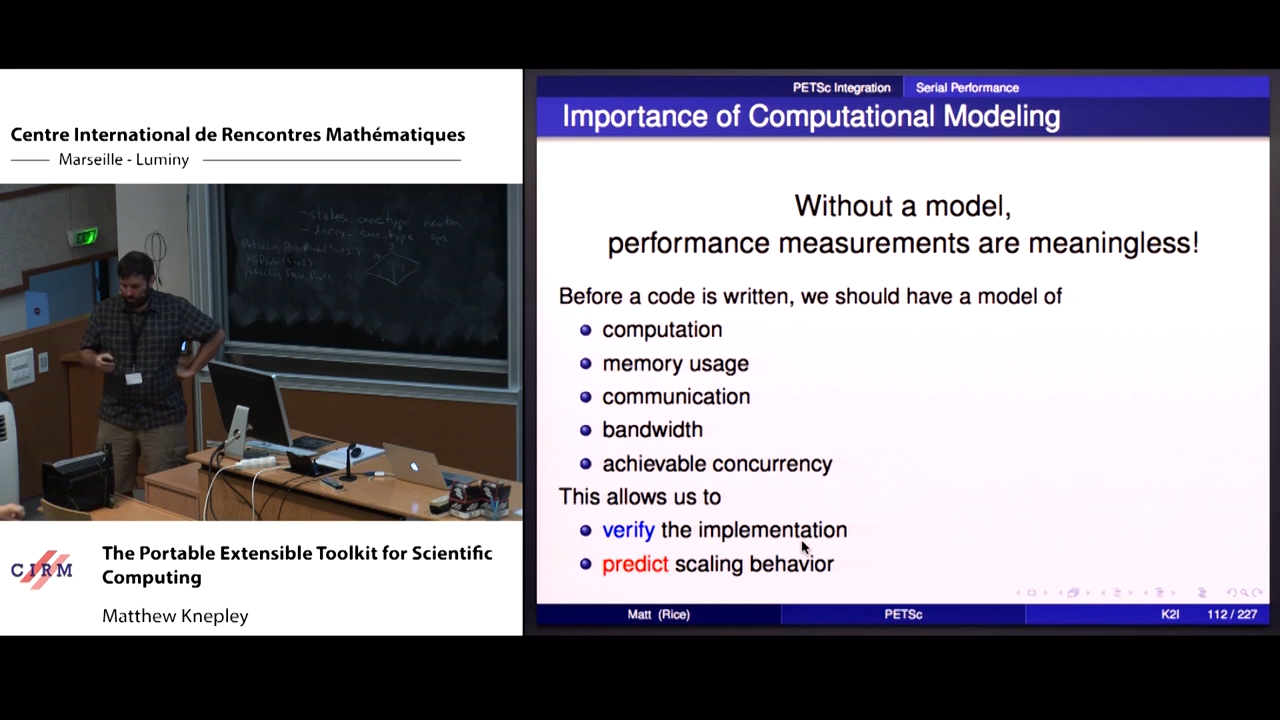 Centre International de Rencontres Mathématiques
Marseille - Luminy
CIRM
The Portable Extensible Toolkit for Scientific
Computing
Matthew Knepley
PETSc Integration
Serial Performance
Importance of Computational Modeling
Without a model,
performance measurements are meaningless!
Before a code is written, we should have a model of
computation
memory usage
communication
bandwidth
achievable concurrency
This allows us to
verify the implementation
predict scaling behavior
Matt (Rice)
PETSc
K2I
112 / 227